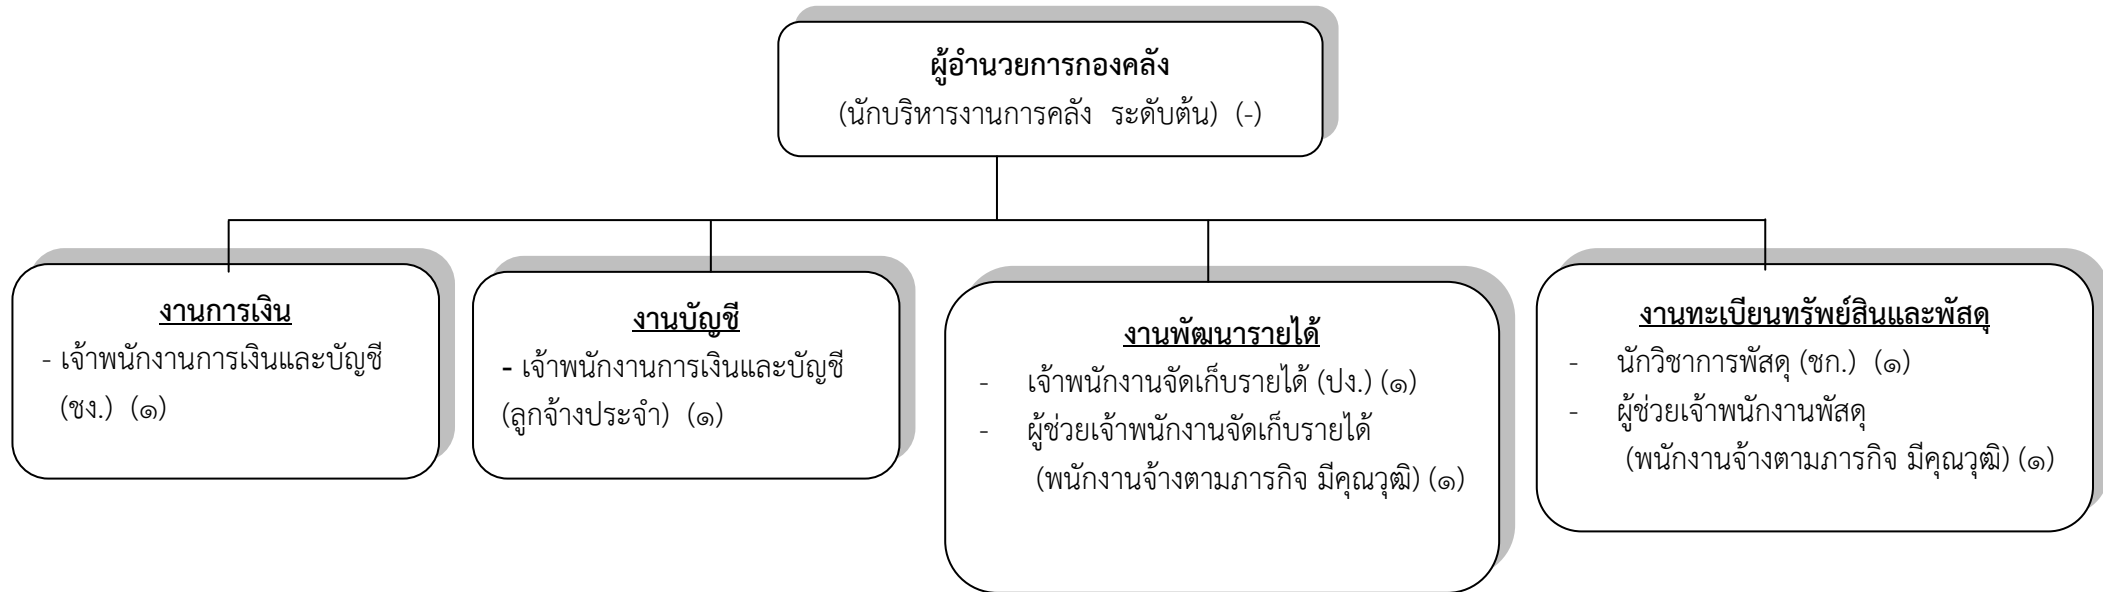 ผู้อำนวยการกองคลัง
(นักบริหารงานการคลัง ระดับต้น) (-)
งานการเงิน
- เจ้าพนักงานการเงินและบัญชี
(ชง.) (๑)
งานบัญชี
- เจ้าพนักงานการเงินและบัญชี
(ลูกจ้างประจำ) (๑)
งานพัฒนารายได้
- เจ้าพนักงานจัดเก็บรายได้ (ปง.) (๑)
- ผู้ช่วยเจ้าพนักงานจัดเก็บรายได้
(พนักงานจ้างตามภารกิจ มีคุณวุฒิ) (๑)
งานทะเบียนทรัพย์สินและพัสดุ
- นักวิชาการพัสดุ (ชก.) (๑)
- ผู้ช่วยเจ้าพนักงานพัสดุ
(พนักงานจ้างตามภารกิจ มีคุณวุฒิ) (๑)